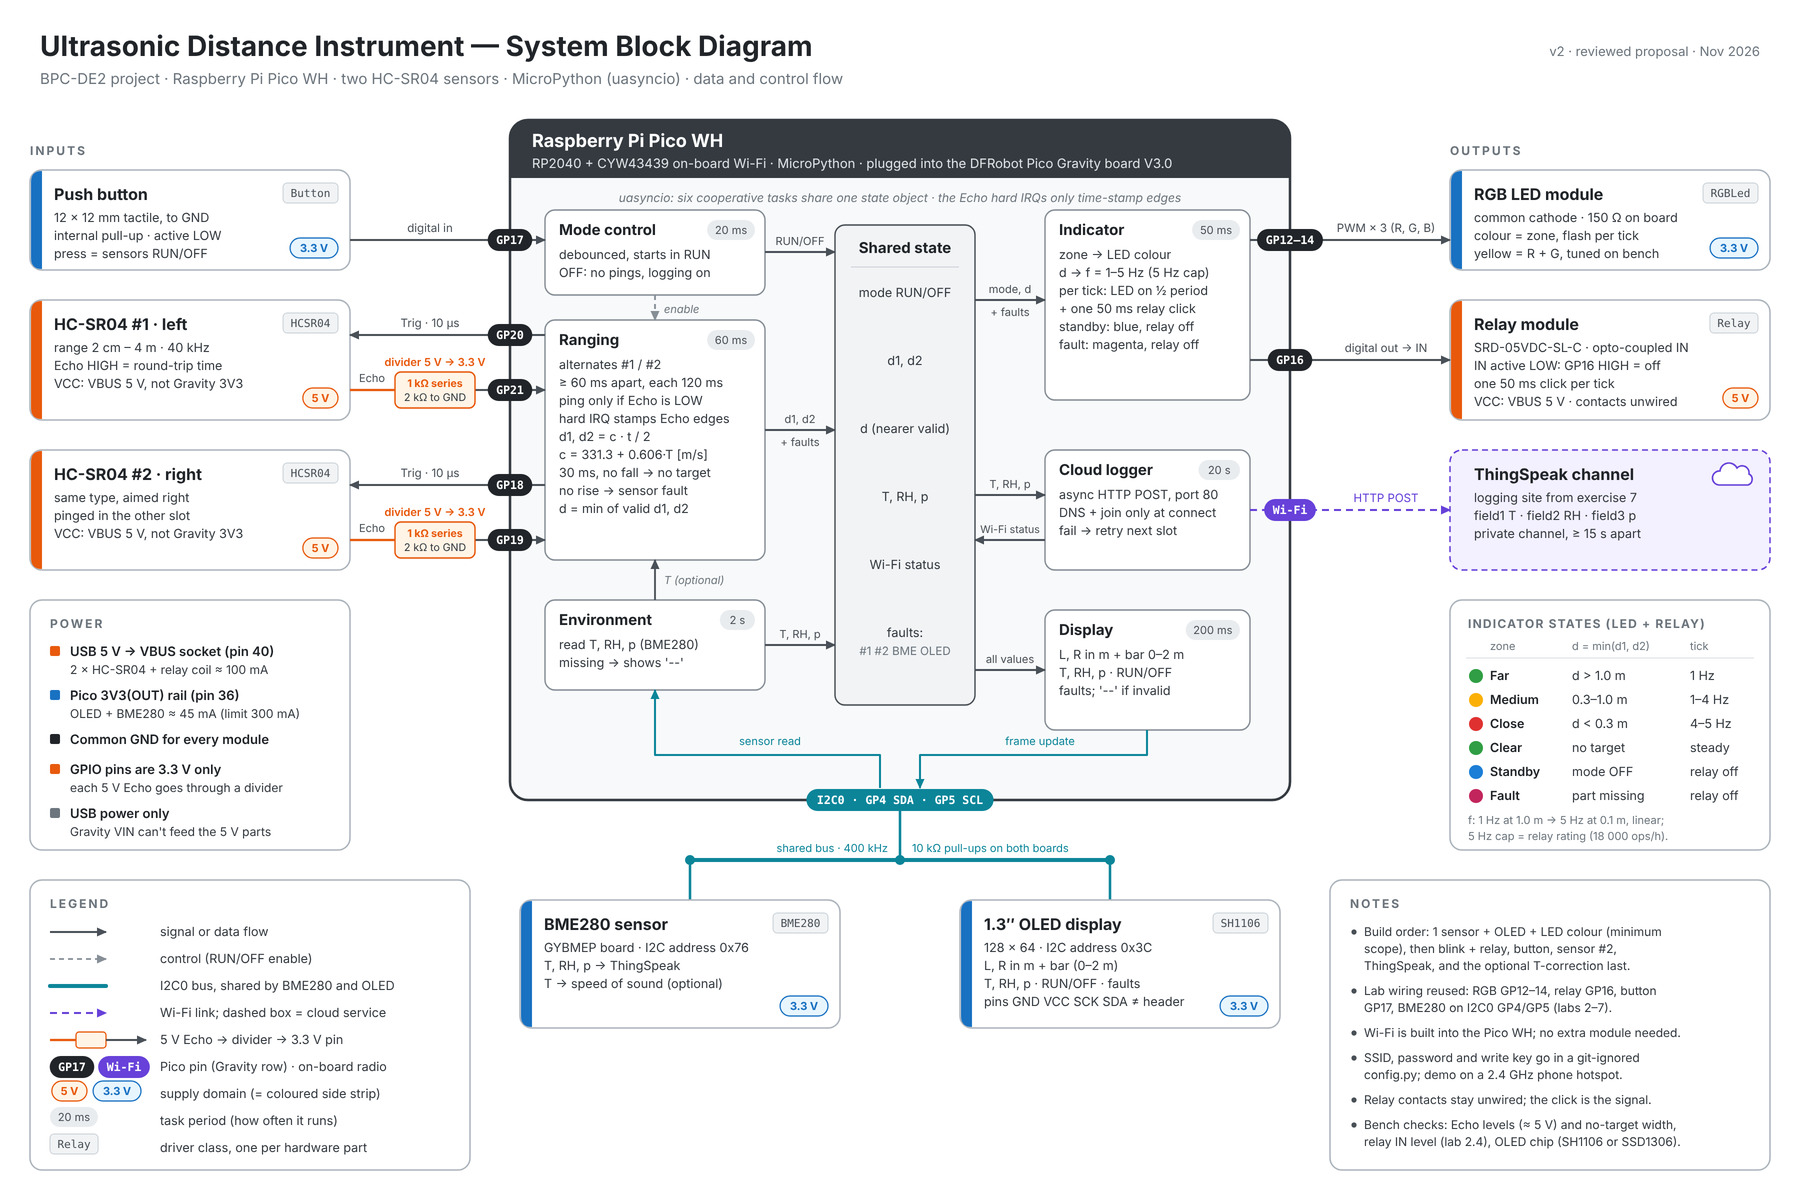 Ultrasonic Distance Instrument — System Block Diagram
v2 · reviewed proposal · Nov 2026
BPC-DE2 project · Raspberry Pi Pico WH · two HC-SR04 sensors · MicroPython (uasyncio) · data and control flow
INPUTS
Push button
Button
12 × 12 mm tactile, to GND
internal pull-up · active LOW
press = sensors RUN/OFF
3.3 V
digital in
GP17
HC-SR04 #1 · left
HCSR04
range 2 cm – 4 m · 40 kHz
Echo HIGH = round-trip time
VCC: VBUS 5 V, not Gravity 3V3
5 V
Trig · 10 µs
GP20
divider 5 V → 3.3 V
Echo
1 kΩ series
2 kΩ to GND
GP21
HC-SR04 #2 · right
HCSR04
same type, aimed right
pinged in the other slot
VCC: VBUS 5 V, not Gravity 3V3
5 V
Trig · 10 µs
GP18
divider 5 V → 3.3 V
Echo
1 kΩ series
2 kΩ to GND
GP19
Raspberry Pi Pico WH
RP2040 + CYW43439 on-board Wi-Fi · MicroPython · plugged into the DFRobot Pico Gravity board V3.0
uasyncio: six cooperative tasks share one state object · the Echo hard IRQs only time-stamp edges
Mode control
20 ms
debounced, starts in RUN
OFF: no pings, logging on
RUN/OFF
enable
Ranging
60 ms
alternates #1 / #2
≥ 60 ms apart, each 120 ms
ping only if Echo is LOW
hard IRQ stamps Echo edges
d1, d2 = c · t / 2
c = 331.3 + 0.606·T [m/s]
30 ms, no fall → no target
no rise → sensor fault
d = min of valid d1, d2
d1, d2
+ faults
T (optional)
Environment
2 s
read T, RH, p (BME280)
missing → shows '--'
T, RH, p
Shared state
mode RUN/OFF
d1, d2
d (nearer valid)
T, RH, p
Wi-Fi status
faults:
#1 #2 BME OLED
mode, d
+ faults
Indicator
50 ms
zone → LED colour
d → f = 1–5 Hz (5 Hz cap)
per tick: LED on ½ period
+ one 50 ms relay click
standby: blue, relay off
fault: magenta, relay off
T, RH, p
Wi-Fi status
Cloud logger
20 s
async HTTP POST, port 80
DNS + join only at connect
fail → retry next slot
all values
Display
200 ms
L, R in m + bar 0–2 m
T, RH, p · RUN/OFF
faults; '--' if invalid
sensor read
frame update
I2C0 · GP4 SDA · GP5 SCL
shared bus · 400 kHz
10 kΩ pull-ups on both boards
GP12–14
PWM × 3 (R, G, B)
GP16
digital out → IN
Wi-Fi
HTTP POST
OUTPUTS
RGB LED module
RGBLed
common cathode · 150 Ω on board
colour = zone, flash per tick
yellow = R + G, tuned on bench
3.3 V
Relay module
Relay
SRD-05VDC-SL-C · opto-coupled IN
IN active LOW: GP16 HIGH = off
one 50 ms click per tick
VCC: VBUS 5 V · contacts unwired
5 V
ThingSpeak channel
logging site from exercise 7
field1 T · field2 RH · field3 p
private channel, ≥ 15 s apart
POWER
USB 5 V → VBUS socket (pin 40)
2 × HC-SR04 + relay coil ≈ 100 mA
Pico 3V3(OUT) rail (pin 36)
OLED + BME280 ≈ 45 mA (limit 300 mA)
Common GND for every module
GPIO pins are 3.3 V only
each 5 V Echo goes through a divider
USB power only
Gravity VIN can't feed the 5 V parts
INDICATOR STATES (LED + RELAY)
zone d = min(d1, d2) tick
Far d > 1.0 m 1 Hz
Medium 0.3–1.0 m 1–4 Hz
Close d < 0.3 m 4–5 Hz
Clear no target steady
Standby mode OFF relay off
Fault part missing relay off
f: 1 Hz at 1.0 m → 5 Hz at 0.1 m, linear;
5 Hz cap = relay rating (18 000 ops/h).
LEGEND
signal or data flow
control (RUN/OFF enable)
I2C0 bus, shared by BME280 and OLED
Wi-Fi link; dashed box = cloud service
5 V Echo → divider → 3.3 V pin
GP17 Wi-Fi Pico pin (Gravity row) · on-board radio
5 V 3.3 V supply domain (= coloured side strip)
20 ms task period (how often it runs)
Relay driver class, one per hardware part
BME280 sensor
BME280
GYBMEP board · I2C address 0x76
T, RH, p → ThingSpeak
T → speed of sound (optional)
3.3 V
1.3″ OLED display
SH1106
128 × 64 · I2C address 0x3C
L, R in m + bar (0–2 m)
T, RH, p · RUN/OFF · faults
pins GND VCC SCK SDA ≠ header
3.3 V
NOTES
• Build order: 1 sensor + OLED + LED colour (minimum
scope), then blink + relay, button, sensor #2,
ThingSpeak, and the optional T-correction last.
• Lab wiring reused: RGB GP12–14, relay GP16, button
GP17, BME280 on I2C0 GP4/GP5 (labs 2–7).
• Wi-Fi is built into the Pico WH; no extra module needed.
• SSID, password and write key go in a git-ignored
config.py; demo on a 2.4 GHz phone hotspot.
• Relay contacts stay unwired; the click is the signal.
• Bench checks: Echo levels (≈ 5 V) and no-target width,
relay IN level (lab 2.4), OLED chip (SH1106 or SSD1306).